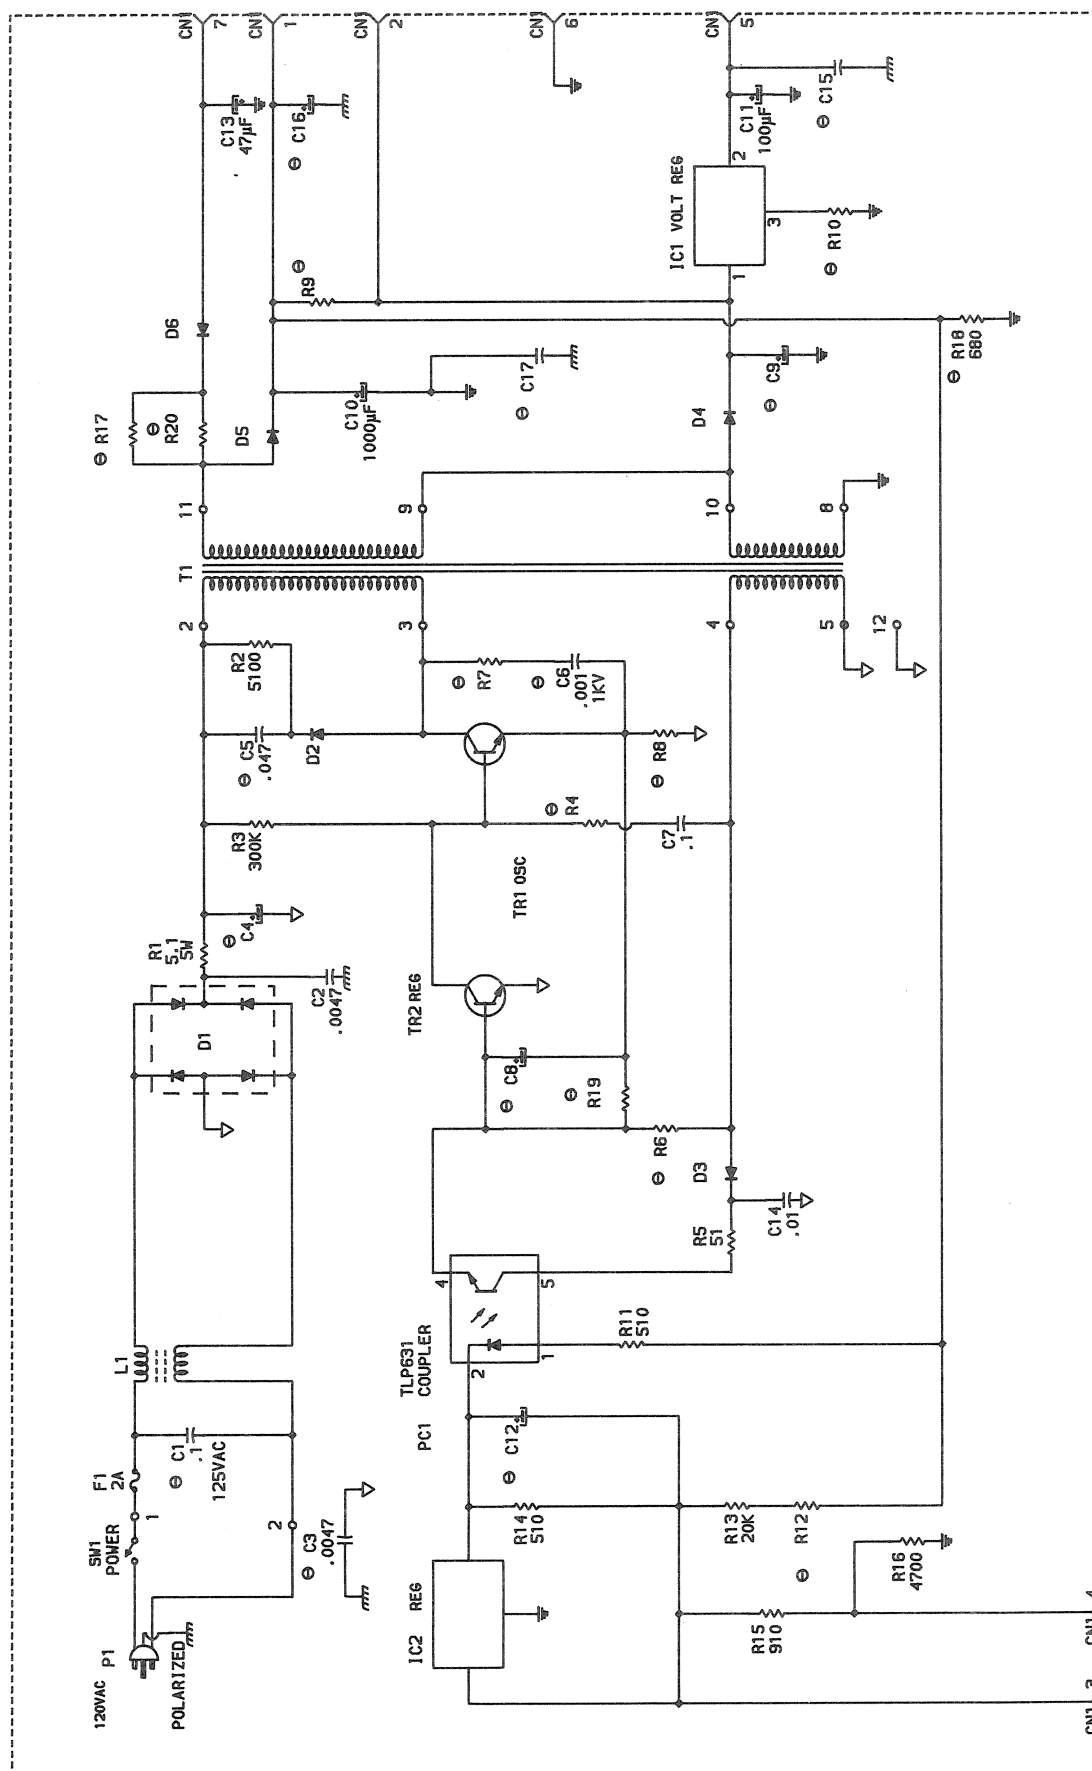 120VAC
P1
POLARIZED
SW1
POWER
1
2
F1
2A
⊖ C1
.1
125VAC
⊖ C3
.0047
L1
D1
C2
.0047
R1
5.1
5W
⊖ C4
R3
300K
⊖ C5
.047
R2
5100
D2
2
T1
11
3
9
4
10
5
8
12
⊖ R7
⊖ C6
.001
1KV
⊖ R8
⊖ R4
C7
.1
TR1 OSC
TR2 REG
⊖ C8
⊖ R19
⊖ R6
D3
C14
.01
R5
51
4
5
2
1
TLP631
COUPLER
PC1
R11
510
⊖ C12
R14
510
IC2 REG
R13
20K
⊖ R12
R15
910
R16
4700
CN1 3
CN1 4
⊖ R17
⊖ R20
D5
D6
C10
1000µF
⊖ C17
⊖ R9
C13
47µF
⊖ C16
D4
⊖ C9
⊖ R18
680
IC1 VOLT REG
1
2
3
⊖ R10
C11
100µF
⊖ C15
CN1
7
CN1
1
CN1
2
CN1
6
CN1
5